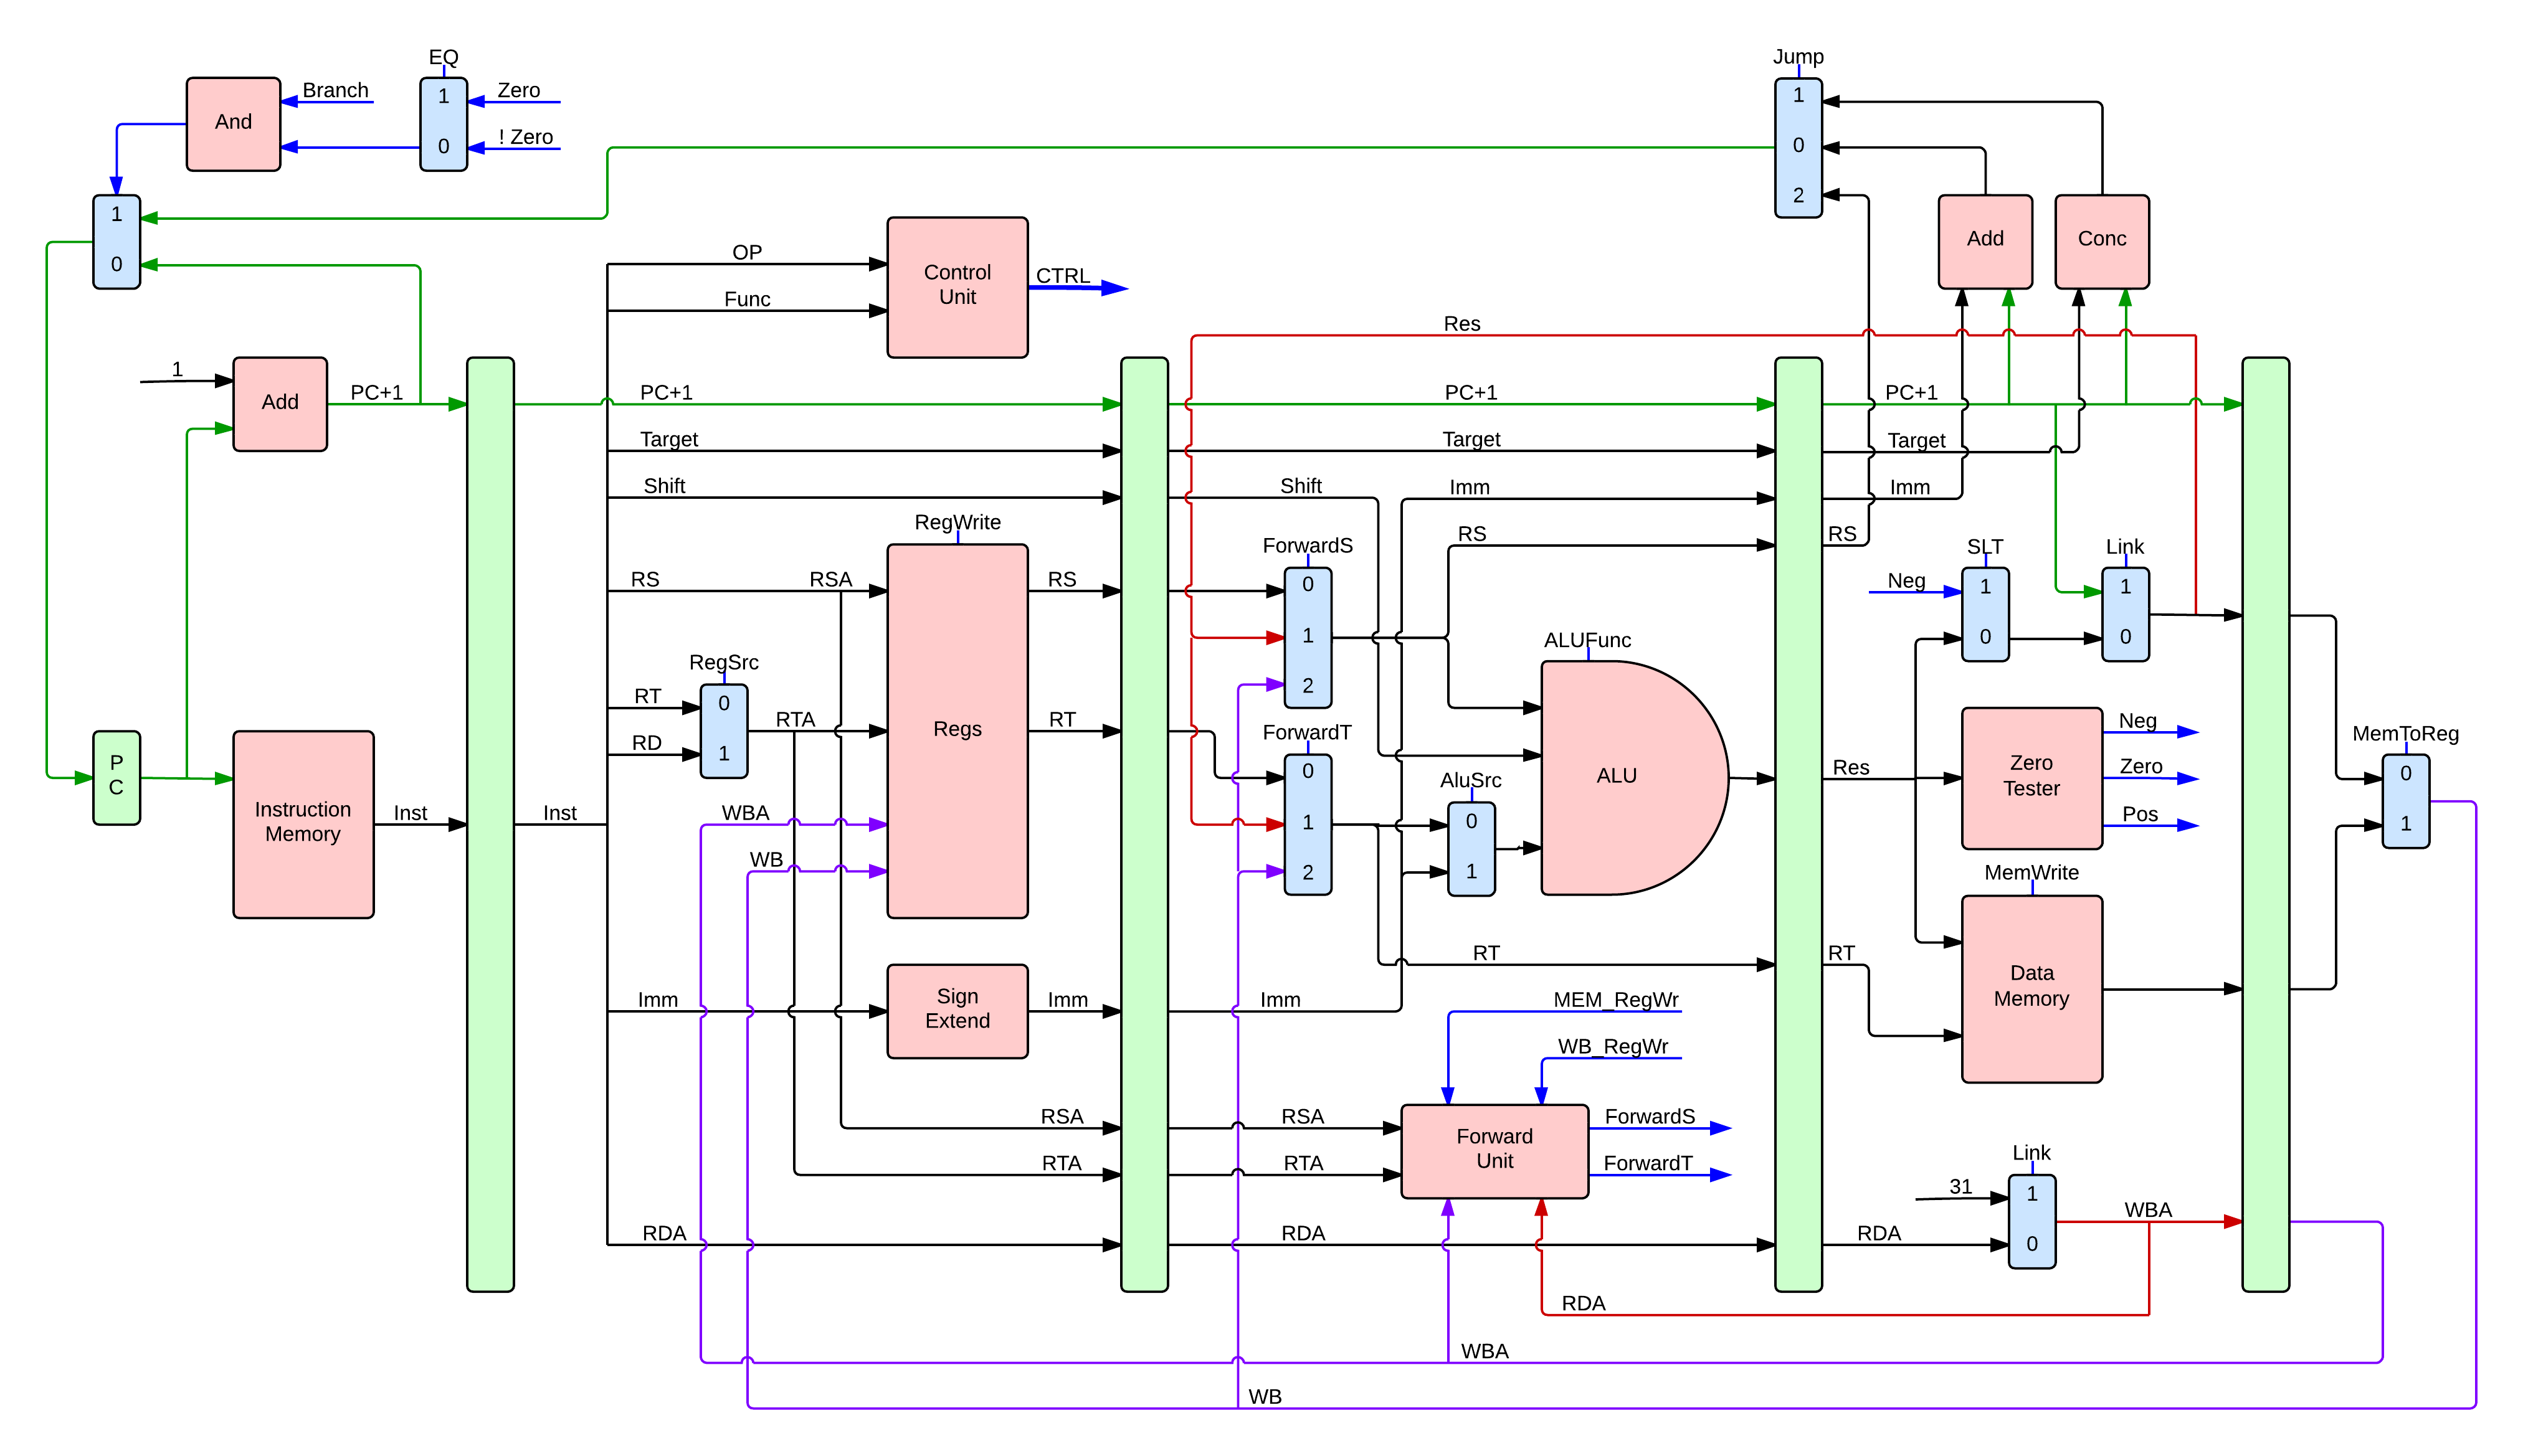 EQ
Jump
Branch
1
Zero
And
0
! Zero
1
0
2
1
0
OP
Func
Control
Unit
CTRL
Add
Conc
Res
1
Add
PC+1
PC+1
PC+1
PC+1
Target
Target
Target
Shift
Shift
Imm
Imm
RegWrite
RS
RS
RS
RSA
RS
ForwardS
0
1
2
SLT
Link
Neg
1
0
1
0
RegSrc
RT
RD
0
1
RTA
Regs
RT
ALUFunc
ForwardT
0
1
2
AluSrc
0
1
ALU
Res
Zero
Tester
Neg
Zero
Pos
MemToReg
0
1
P
C
Instruction
Memory
Inst
Inst
WBA
WB
MemWrite
Data
Memory
RT
RT
Imm
Sign
Extend
Imm
Imm
MEM_RegWr
WB_RegWr
RSA
RSA
Forward
Unit
ForwardS
RTA
RTA
ForwardT
Link
31
1
0
WBA
RDA
RDA
RDA
RDA
WBA
WB